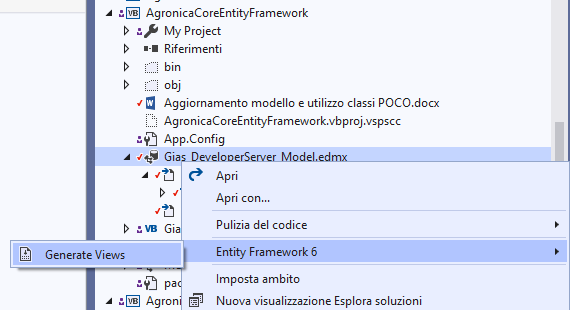 AgronicaCoreEntityFramework
My Project
Riferimenti
bin
obj
Aggiornamento modello e utilizzo classi POCO.docx
AgronicaCoreEntityFramework.vbproj.vspscc
App.Config
Gias_DeveloperServer_Model.edmx
Apri
Apri con...
Pulizia del codice
VB Gia
Entity Framework 6
Generate Views
Imposta ambito
pac
Nuova visualizzazione Esplora soluzioni
VB Agroni